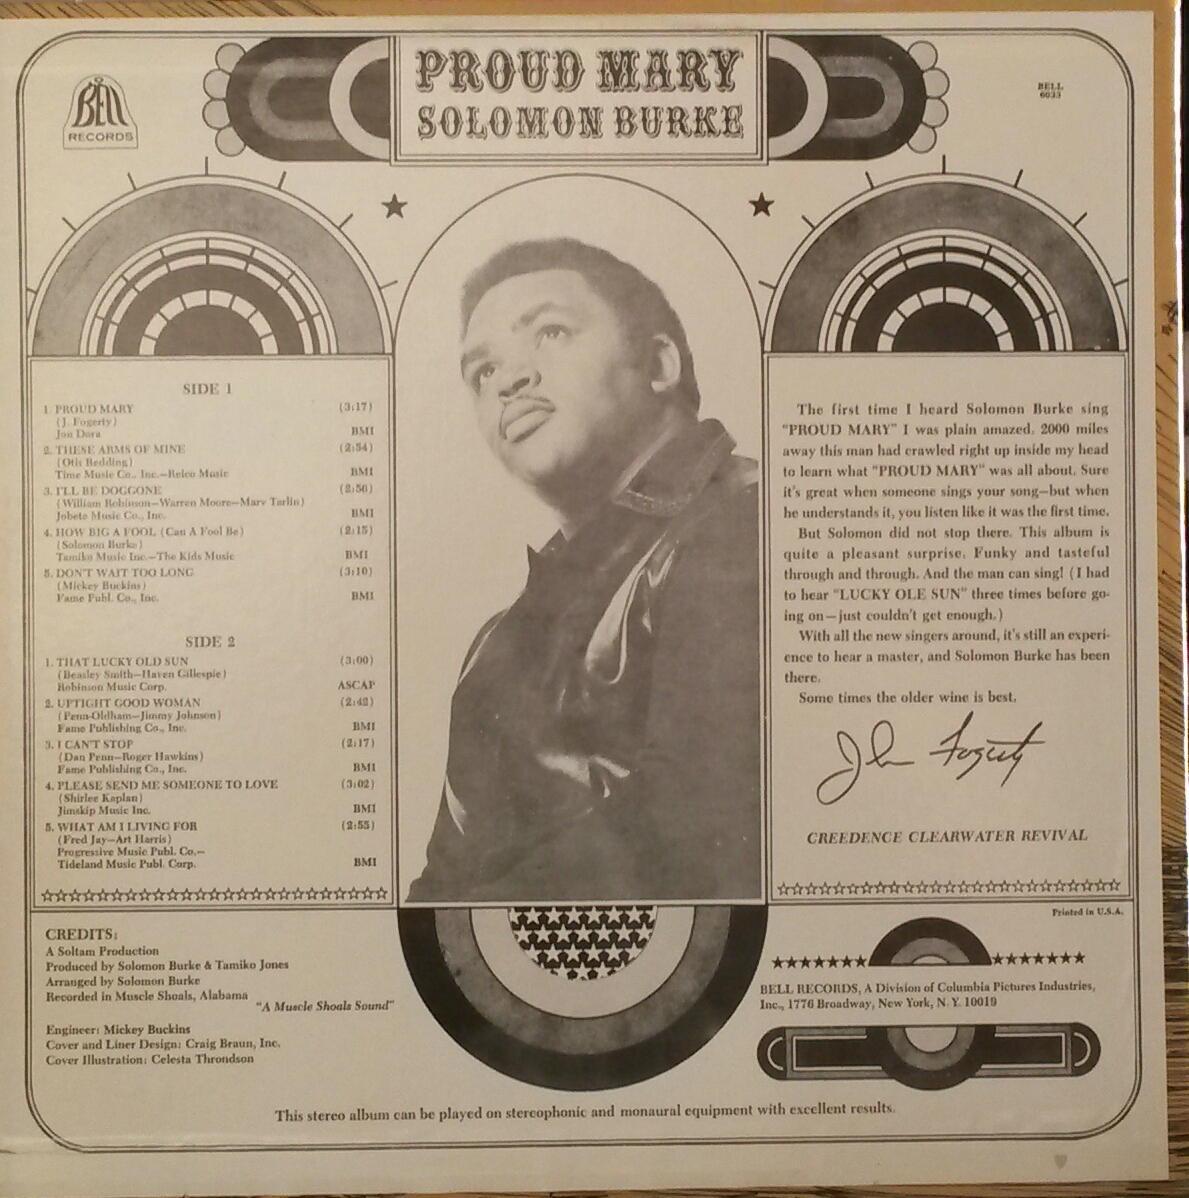 BELL
RECORDS
PROUD MARY
SOLOMON BURKE
BELL
6033
SIDE 1
1. PROUD MARY (3:17)
(J. Fogerty)
Jon Dora BMI
2. THESE ARMS OF MINE (2:54)
(Otis Redding)
Time Music Co., Inc.—Relco Music BMI
3. I'LL BE DOGGONE (2:56)
(William Robinson—Warren Moore—Marv Tarlin)
Jobete Music Co., Inc. BMI
4. HOW BIG A FOOL (Can A Fool Be) (2:15)
(Solomon Burke)
Tamiko Music Inc.—The Kids Music BMI
5. DON'T WAIT TOO LONG (3:10)
(Mickey Buckins)
Fame Publ. Co., Inc. BMI
SIDE 2
1. THAT LUCKY OLD SUN (3:00)
(Beasley Smith—Haven Gillespie)
Robinson Music Corp. ASCAP
2. UPTIGHT GOOD WOMAN (2:42)
(Penn-Oldham—Jimmy Johnson)
Fame Publishing Co., Inc. BMI
3. I CAN'T STOP (2:17)
(Dan Penn—Roger Hawkins)
Fame Publishing Co., Inc. BMI
4. PLEASE SEND ME SOMEONE TO LOVE (3:02)
(Shirlee Kaplan)
Jimskip Music Inc. BMI
5. WHAT AM I LIVING FOR (2:55)
(Fred Jay—Art Harris)
Progressive Music Publ. Co.—
Tideland Music Publ. Corp. BMI
The first time I heard Solomon Burke sing
"PROUD MARY" I was plain amazed. 2000 miles
away this man had crawled right up inside my head
to learn what "PROUD MARY" was all about. Sure
it's great when someone sings your song—but when
he understands it, you listen like it was the first time.
But Solomon did not stop there. This album is
quite a pleasant surprise. Funky and tasteful
through and through. And the man can sing! (I had
to hear "LUCKY OLE SUN" three times before go-
ing on—just couldn't get enough.)
With all the new singers around, it's still an experi-
ence to hear a master, and Solomon Burke has been
there.
Some times the older wine is best.
John Fogerty
CREEDENCE CLEARWATER REVIVAL
Printed in U.S.A.
CREDITS:
A Soltam Production
Produced by Solomon Burke & Tamiko Jones
Arranged by Solomon Burke
Recorded in Muscle Shoals, Alabama
"A Muscle Shoals Sound"
Engineer: Mickey Buckins
Cover and Liner Design: Craig Braun, Inc.
Cover Illustration: Celesta Throndson
BELL RECORDS, A Division of Columbia Pictures Industries,
Inc., 1776 Broadway, New York, N. Y. 10019
This stereo album can be played on stereophonic and monaural equipment with excellent results.